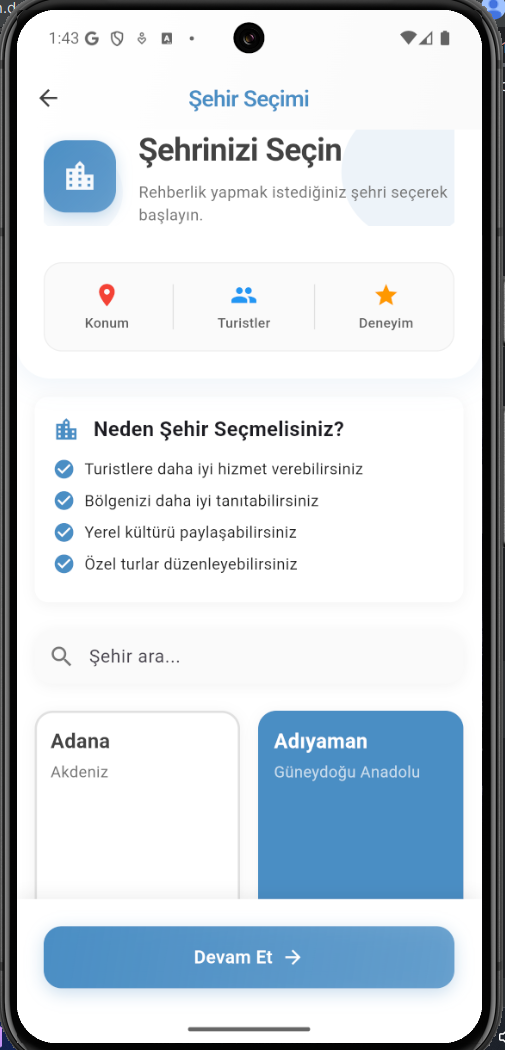 1:43
Şehir Seçimi
Şehrinizi Seçin
Rehberlik yapmak istediğiniz şehri seçerek
başlayın.
Konum
Turistler
Deneyim
Neden Şehir Seçmelisiniz?
Turistlere daha iyi hizmet verebilirsiniz
Bölgenizi daha iyi tanıtabilirsiniz
Yerel kültürü paylaşabilirsiniz
Özel turlar düzenleyebilirsiniz
Şehir ara...
Adana
Akdeniz
Adıyaman
Güneydoğu Anadolu
Devam Et